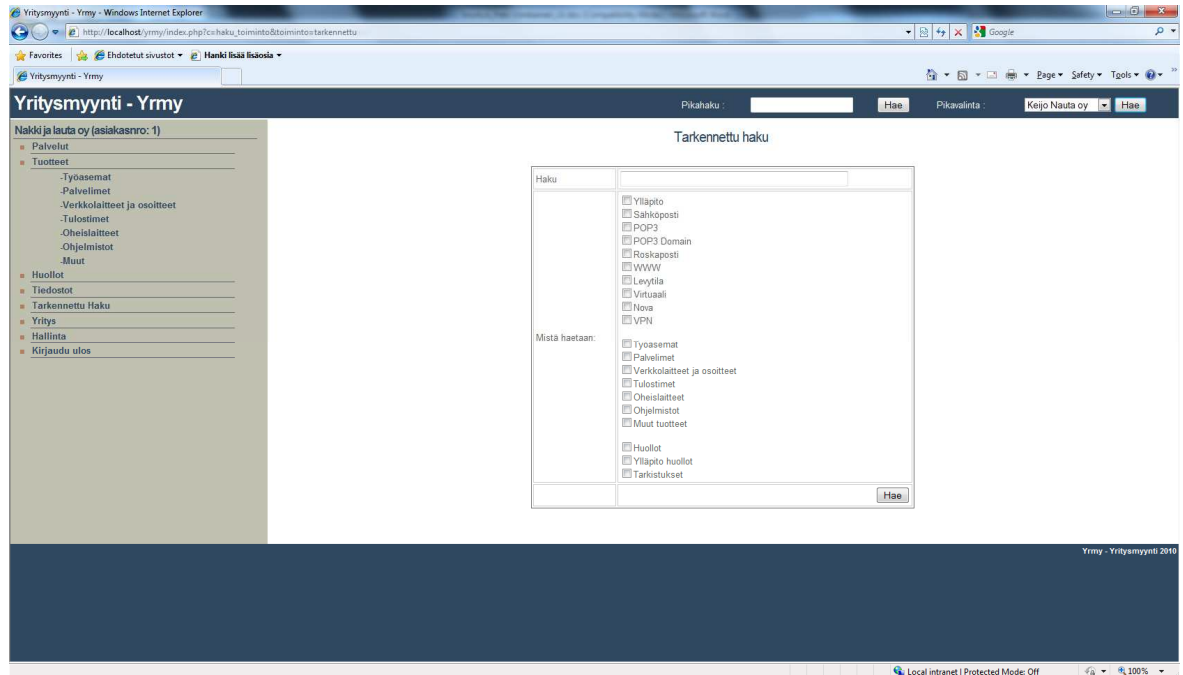 Yritysmyynti - Yrmy - Windows Internet Explorer
http://localhost/yrmy/index.php?c=haku_toiminto&toiminto=tarkennettu
Google
Favorites Ehdotetut sivustot Hanki lisää lisäosia
Yritysmyynti - Yrmy
Page Safety Tools
Yritysmyynti - Yrmy
Pikahaku : Hae Pikavalinta : Keijo Nauta oy Hae
Nakki ja lauta oy (asiakasnro: 1)
Palvelut
Tuotteet
-Työasemat
-Palvelimet
-Verkkolaitteet ja osoitteet
-Tulostimet
-Oheislaitteet
-Ohjelmistot
-Muut
Huollot
Tiedostot
Tarkennettu Haku
Yritys
Hallinta
Kirjaudu ulos
Tarkennettu haku
Haku
Mistä haetaan:
Ylläpito
Sähköposti
POP3
POP3 Domain
Roskaposti
WWW
Levytila
Virtuaali
Nova
VPN
Tyoasemat
Palvelimet
Verkkolaitteet ja osoitteet
Tulostimet
Oheislaitteet
Ohjelmistot
Muut tuotteet
Huollot
Ylläpito huollot
Tarkistukset
Hae
Yrmy - Yritysmyynti 2010
Local intranet | Protected Mode: Off
100%